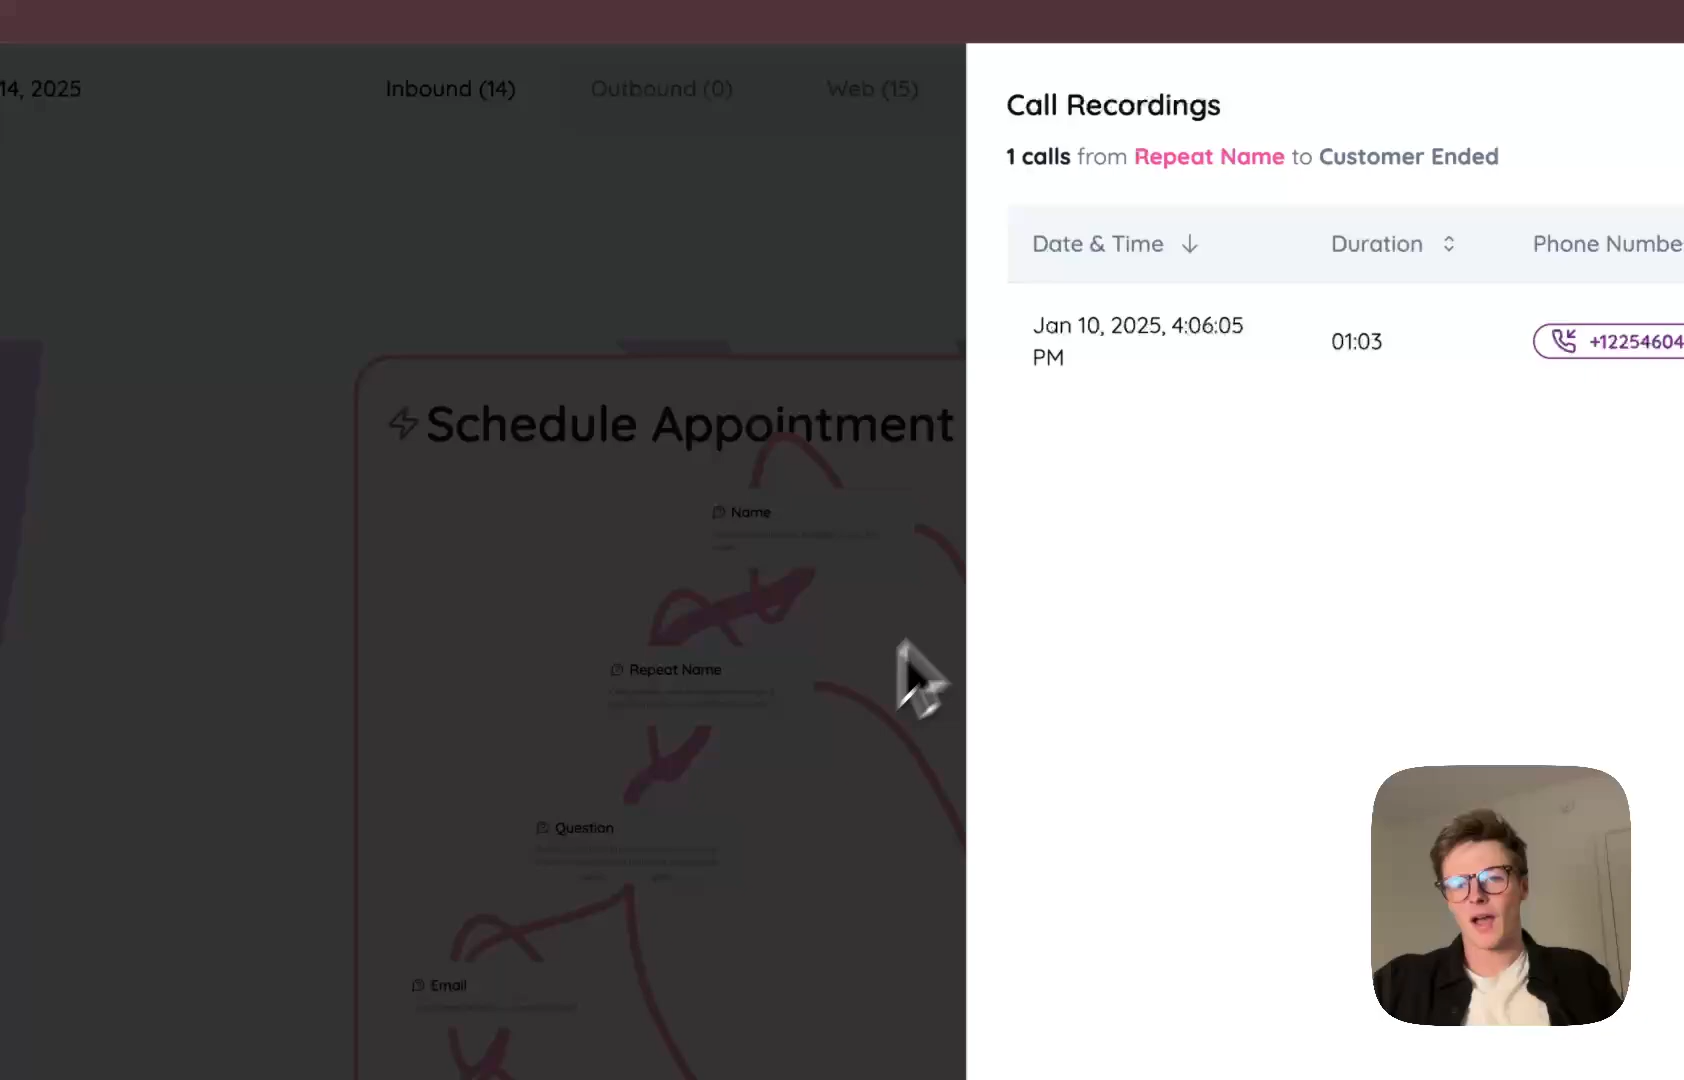 14, 2025
Inbound (14)
Outbound (0)
Web (15)
Call Recordings
1 calls from Repeat Name to Customer Ended
Date & Time
Duration
Phone Numbe
Jan 10, 2025, 4:06:05
PM
01:03
+12254604
Schedule Appointment
Name
Repeat Name
Question
Email